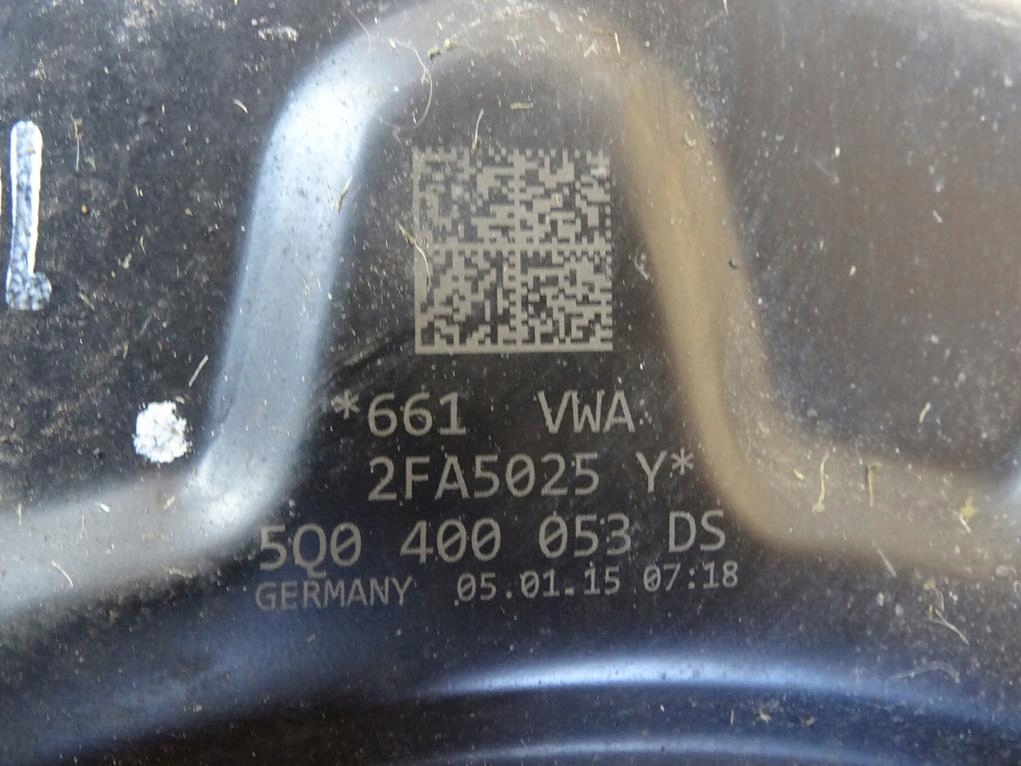 *661 VWA
2FA5025 Y*
5Q0 400 053 DS
GERMANY 05.01.15 07:18